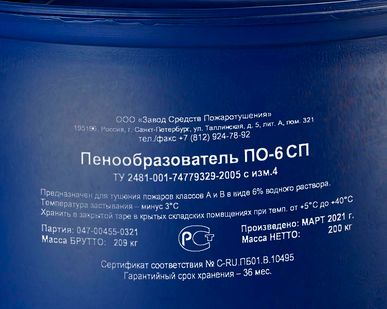 ООО «Завод Средств Пожаротушения»
195196, Россия, г. Санкт-Петербург, ул. Таллинская, д. 5, лит. А, пом. 321
тел./факс +7 (812) 924-78-92
Пенообразователь ПО-6 СП
ТУ 2481-001-74779329-2005 с изм.4
Предназначен для тушения пожаров классов А и В в виде 6% водного раствора.
Температура застывания – минус 3°С
Хранить в закрытой таре в крытых складских помещениях при темп. от +5°С до +40°С
Партия: 047-00455-0321 Произведено: МАРТ 2021 г.
Масса БРУТТО: 209 кг Масса НЕТТО: 200 кг
Сертификат соответствия № C-RU.ПБ01.В.10495
Гарантийный срок хранения – 36 мес.